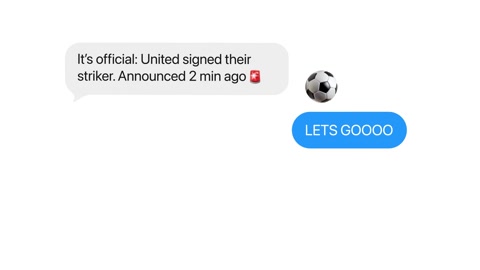 It’s official: United signed their
striker. Announced 2 min ago 🚨
LETS GOOOO